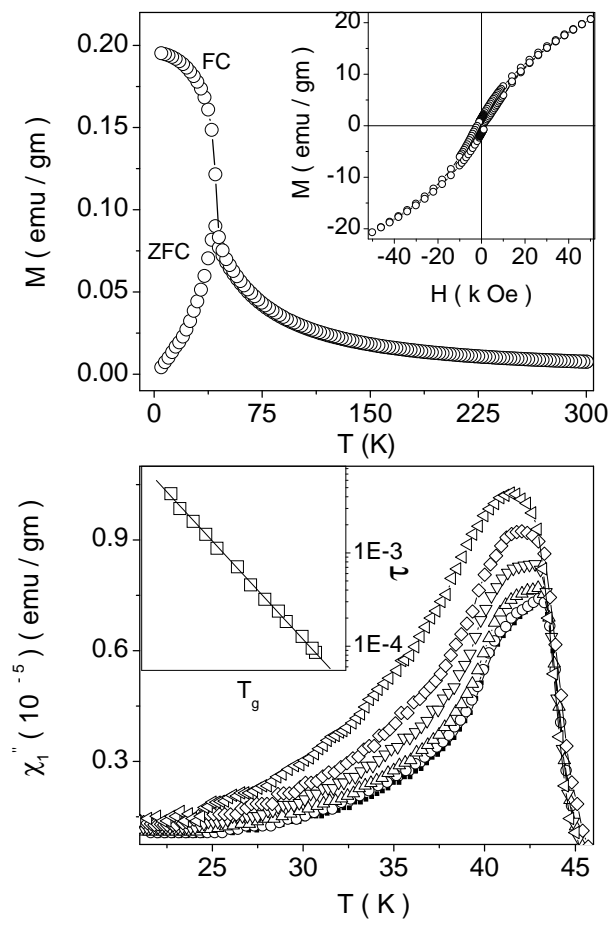 0.20
0.15
0.10
0.05
0.00
M ( emu / gm )
FC
ZFC
20
10
0
-10
-20
M ( emu / gm )
-40 -20 0 20 40
H ( k Oe )
0 75 150 225 300
T (K)
0.9
0.6
0.3
χ₁" ( 10⁻⁵ ) ( emu / gm )
1E-3
1E-4
τ
T_g
25 30 35 40 45
T ( K )